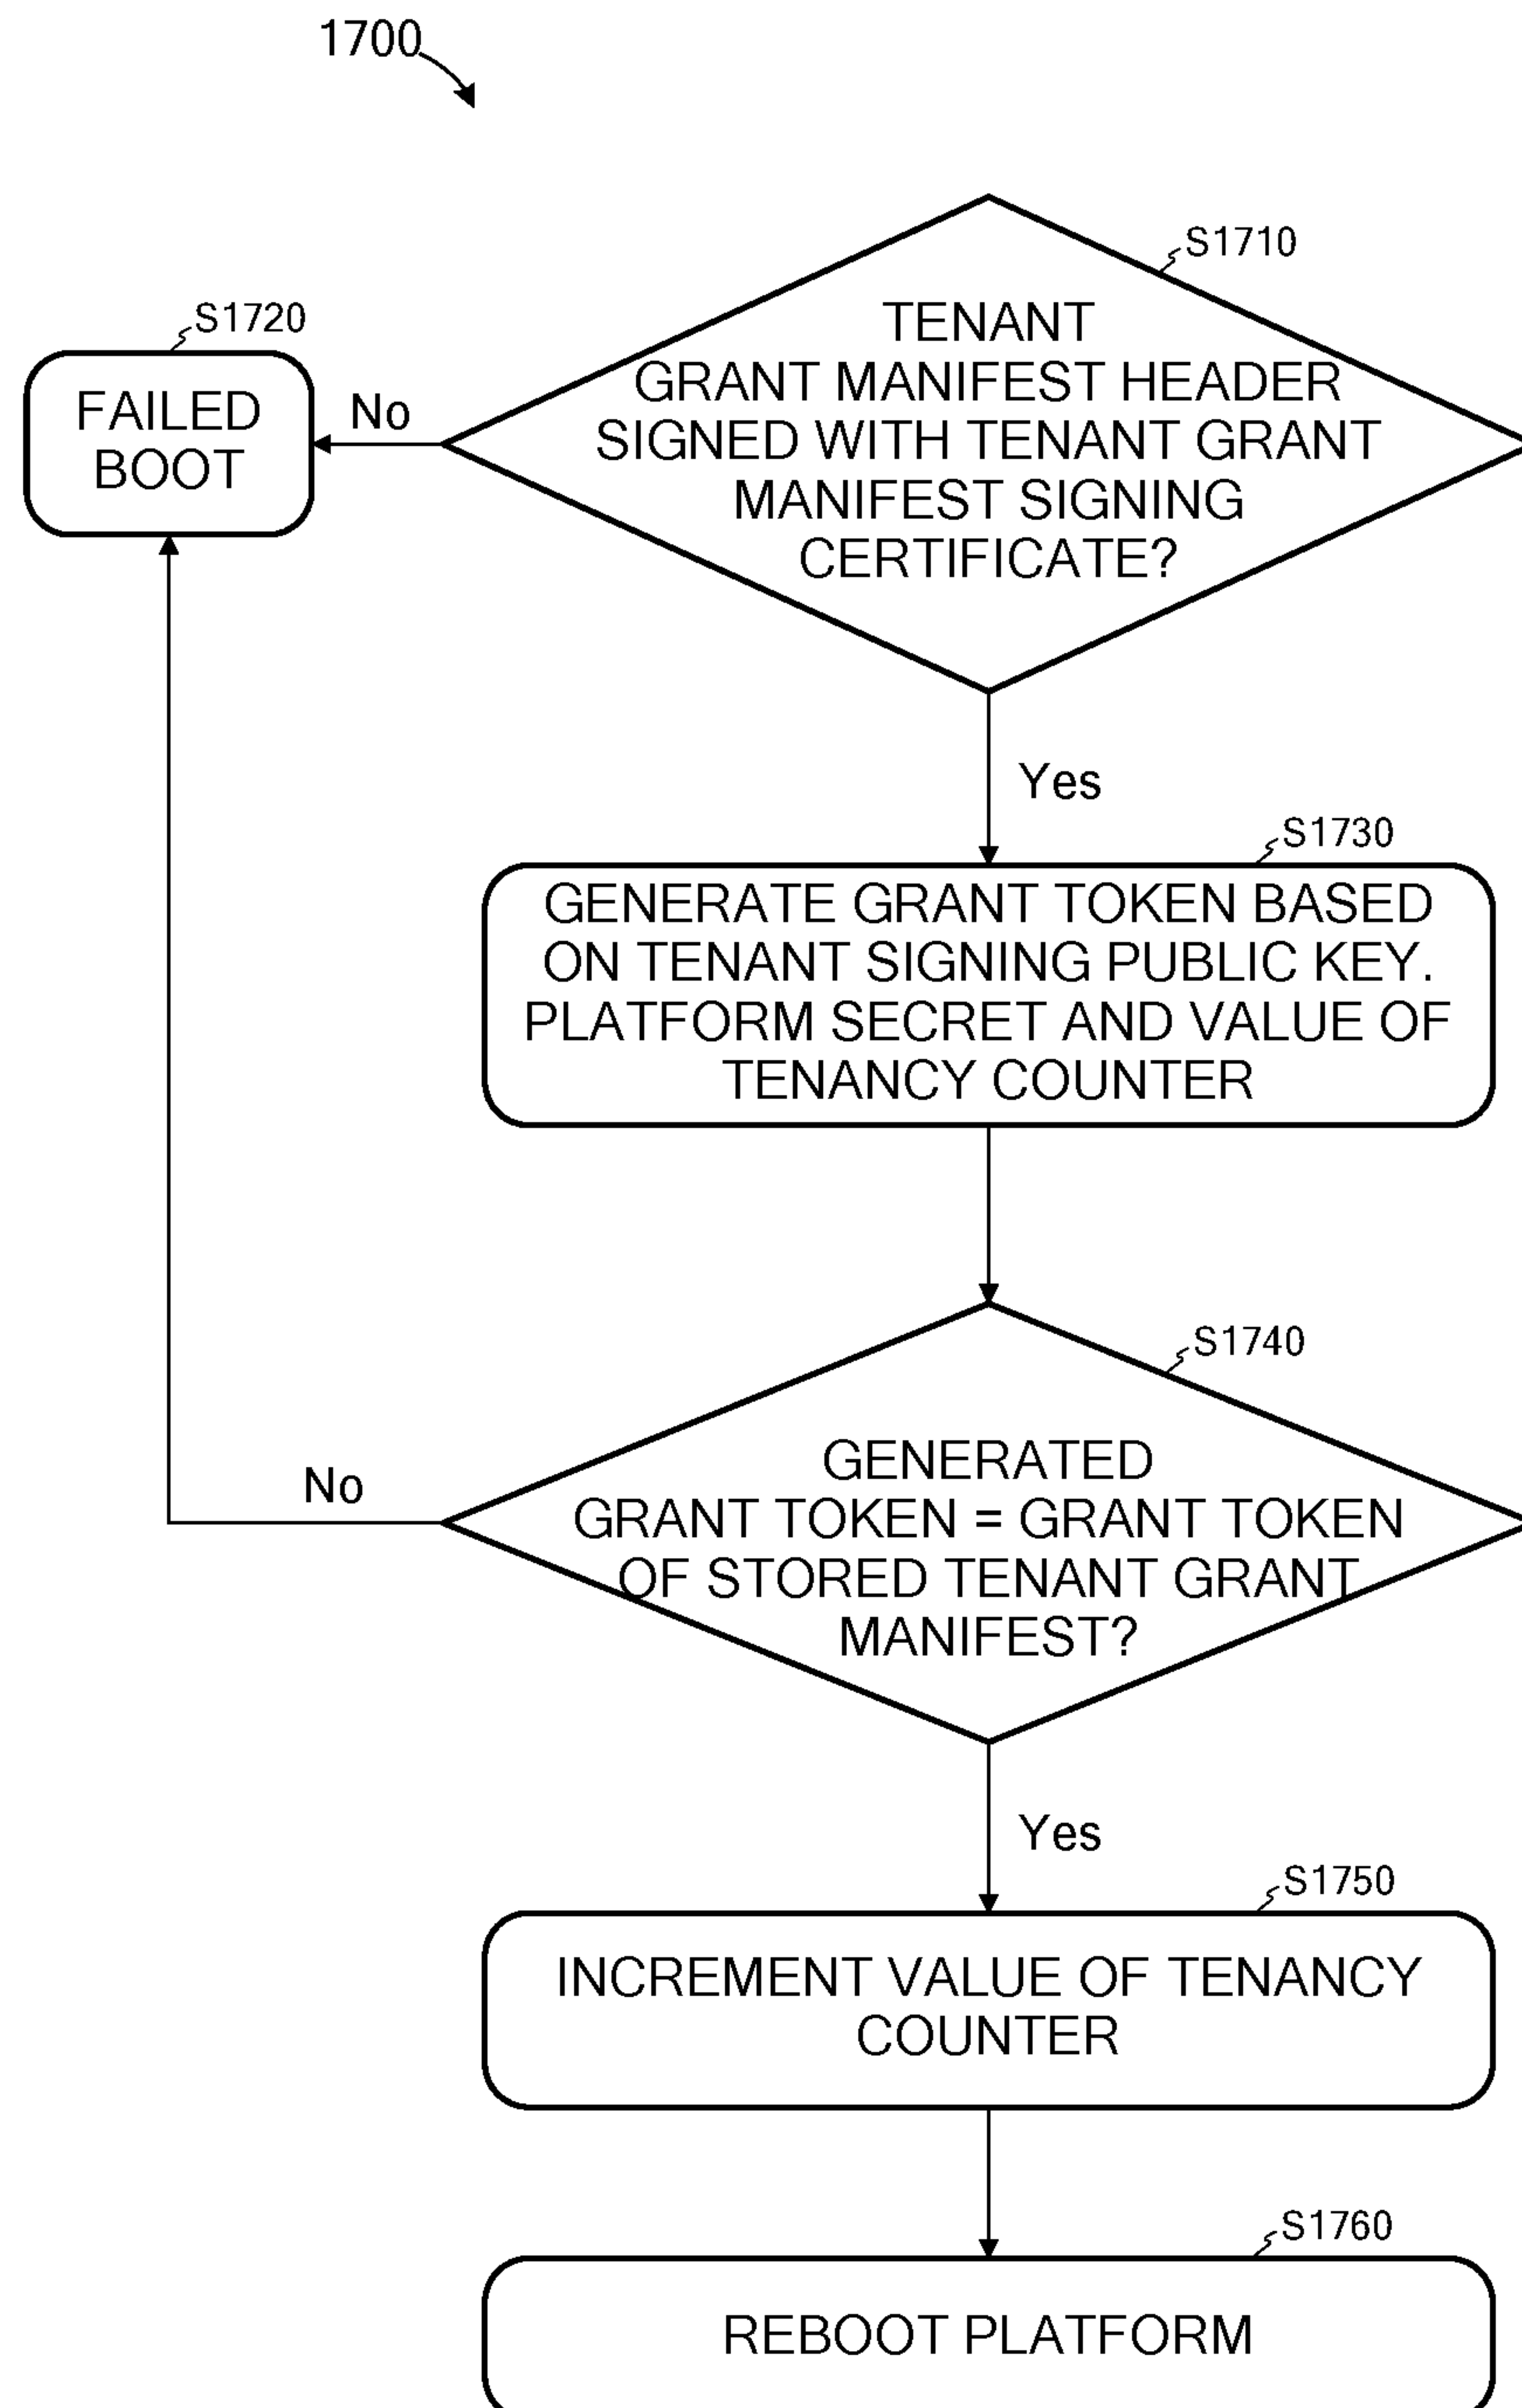 1700
S1710
TENANT
GRANT MANIFEST HEADER
SIGNED WITH TENANT GRANT
MANIFEST SIGNING
CERTIFICATE?
S1720
FAILED
BOOT
No
Yes
S1730
GENERATE GRANT TOKEN BASED
ON TENANT SIGNING PUBLIC KEY.
PLATFORM SECRET AND VALUE OF
TENANCY COUNTER
S1740
GENERATED
GRANT TOKEN = GRANT TOKEN
OF STORED TENANT GRANT
MANIFEST?
No
Yes
S1750
INCREMENT VALUE OF TENANCY
COUNTER
S1760
REBOOT PLATFORM